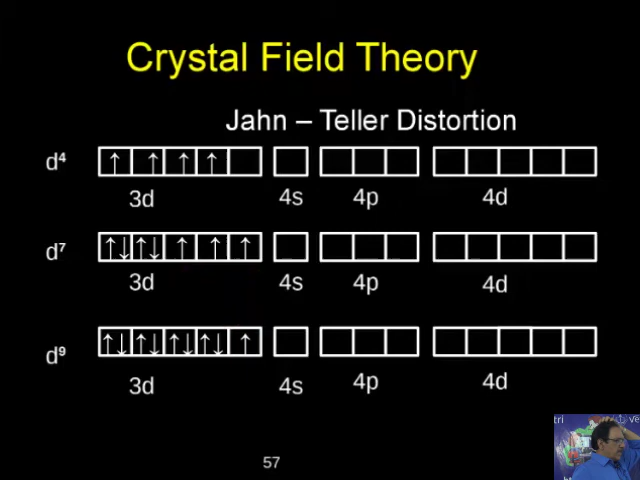 Crystal Field Theory
Jahn – Teller Distortion
d⁴ ↑ ↑ ↑ ↑
3d 4s 4p 4d
d⁷ ↑↓ ↑↓ ↑ ↑ ↑
3d 4s 4p 4d
d⁹ ↑↓ ↑↓ ↑↓ ↑↓ ↑
3d 4s 4p 4d
57